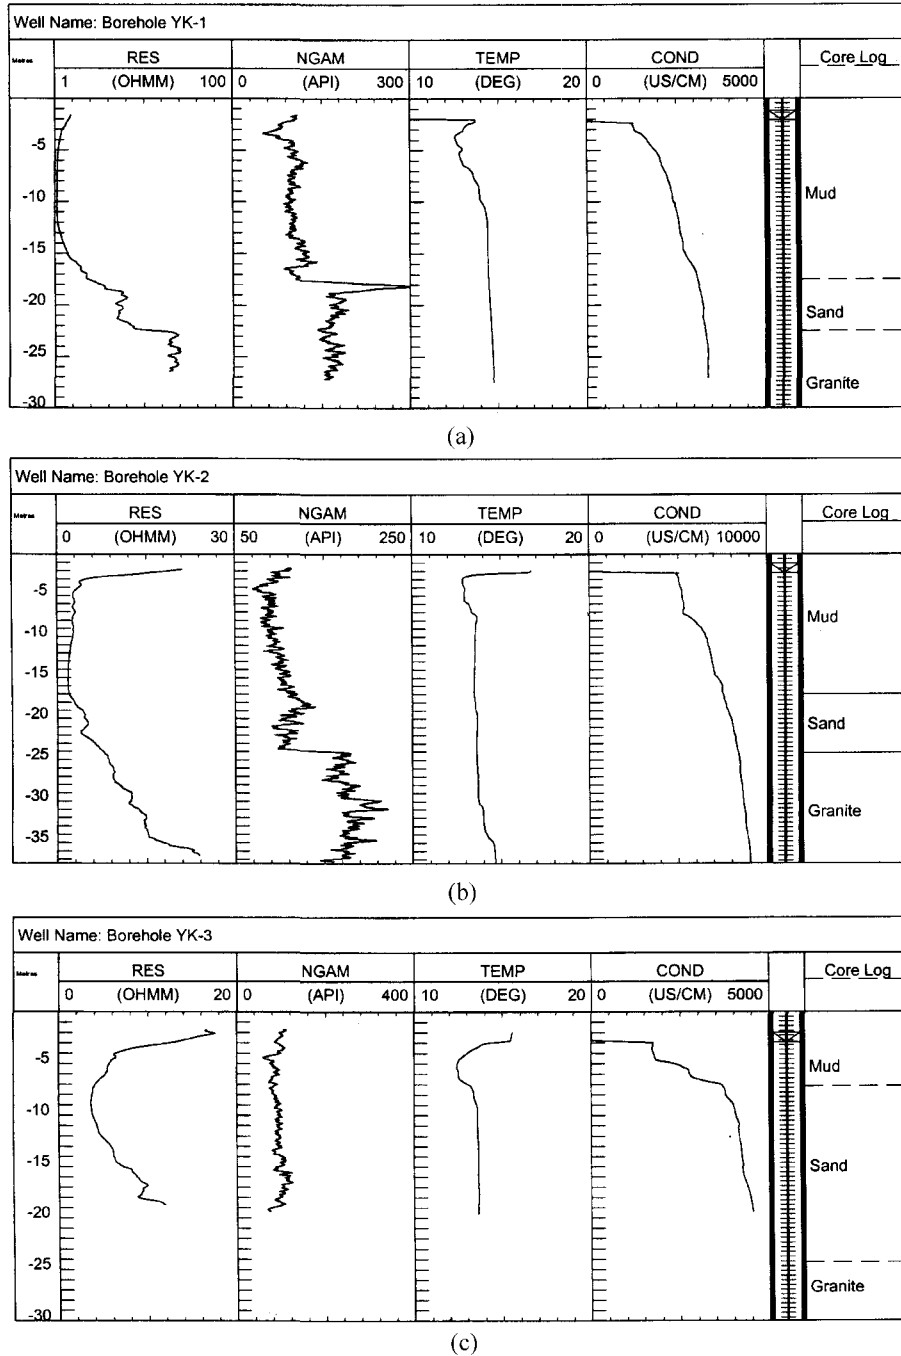 Well Name: Borehole YK-1
Metres RES NGAM TEMP COND Core Log
1 (OHMM) 100 0 (API) 300 10 (DEG) 20 0 (US/CM) 5000
-5
Mud
-10
-15
-20
Sand
-25
Granite
-30
(a)
Well Name: Borehole YK-2
Metres RES NGAM TEMP COND Core Log
0 (OHMM) 30 50 (API) 250 10 (DEG) 20 0 (US/CM) 10000
-5
Mud
-10
-15
-20
Sand
-25
-30
Granite
-35
(b)
Well Name: Borehole YK-3
Metres RES NGAM TEMP COND Core Log
0 (OHMM) 20 0 (API) 400 10 (DEG) 20 0 (US/CM) 5000
-5
Mud
-10
-15
Sand
-20
-25
Granite
-30
(c)